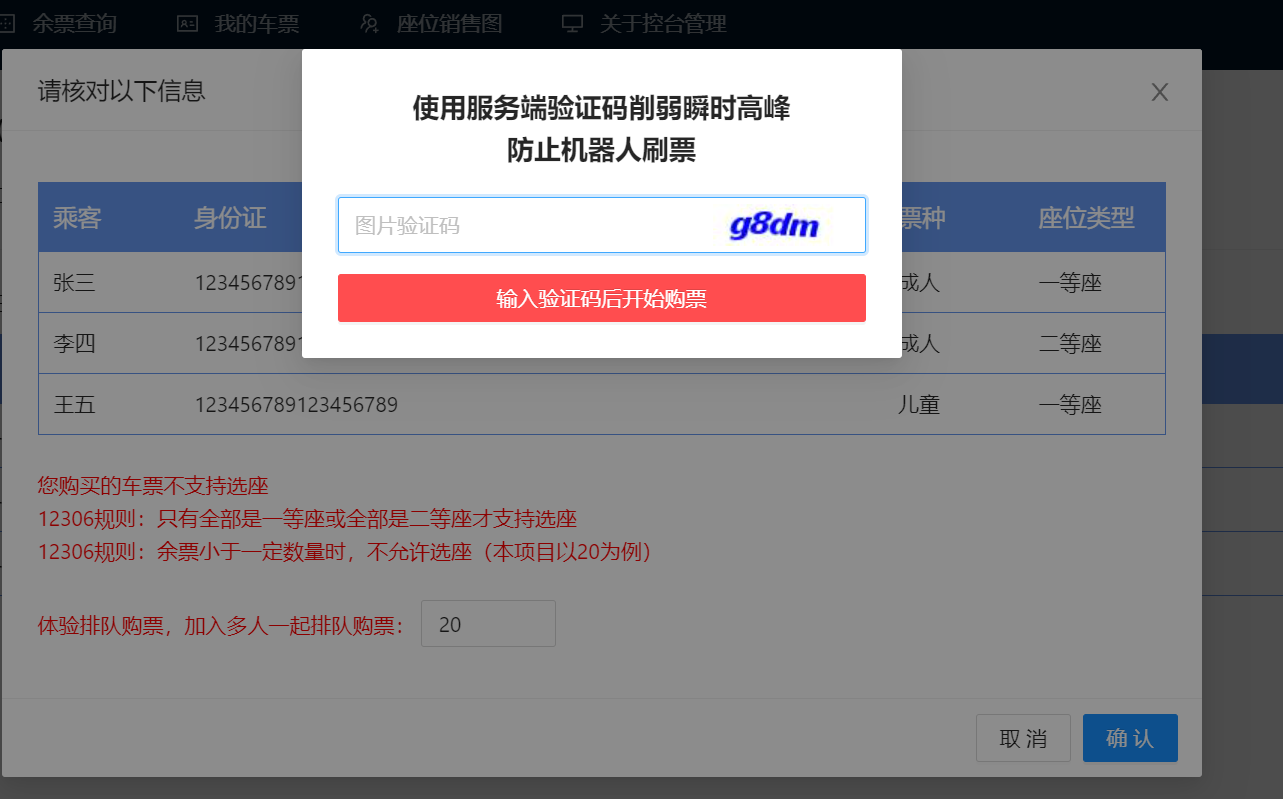 余票查询 我的车票 座位销售图 关于控台管理
请核对以下信息
使用服务端验证码削弱瞬时高峰
防止机器人刷票
图片验证码 g8dm
输入验证码后开始购票
乘客 身份证 票种 座位类型
张三 1234567891 成人 一等座
李四 1234567891 成人 二等座
王五 123456789123456789 儿童 一等座
您购买的车票不支持选座
12306规则：只有全部是一等座或全部是二等座才支持选座
12306规则：余票小于一定数量时，不允许选座（本项目以20为例）
体验排队购票，加入多人一起排队购票： 20
取 消 确 认